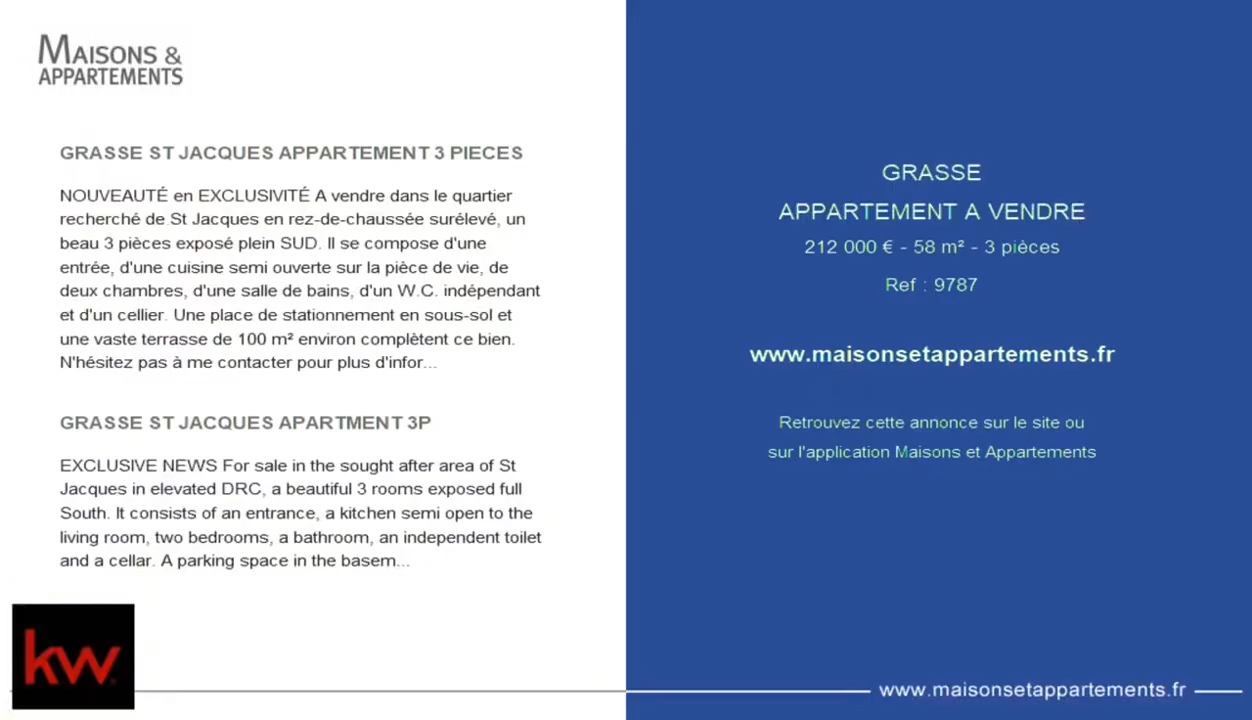 MAISONS &
APPARTEMENTS
GRASSE ST JACQUES APPARTEMENT 3 PIECES
NOUVEAUTÉ en EXCLUSIVITÉ A vendre dans le quartier
recherché de St Jacques en rez-de-chaussée surélevé, un
beau 3 pièces exposé plein SUD. Il se compose d'une
entrée, d'une cuisine semi ouverte sur la pièce de vie, de
deux chambres, d'une salle de bains, d'un W.C. indépendant
et d'un cellier. Une place de stationnement en sous-sol et
une vaste terrasse de 100 m² environ complètent ce bien.
N'hésitez pas à me contacter pour plus d'infor...
GRASSE ST JACQUES APARTMENT 3P
EXCLUSIVE NEWS For sale in the sought after area of St
Jacques in elevated DRC, a beautiful 3 rooms exposed full
South. It consists of an entrance, a kitchen semi open to the
living room, two bedrooms, a bathroom, an independent toilet
and a cellar. A parking space in the basem...
kw
GRASSE
APPARTEMENT A VENDRE
212 000 € - 58 m² - 3 pièces
Ref : 9787
www.maisonsetappartements.fr
Retrouvez cette annonce sur le site ou
sur l'application Maisons et Appartements
www.maisonsetappartements.fr